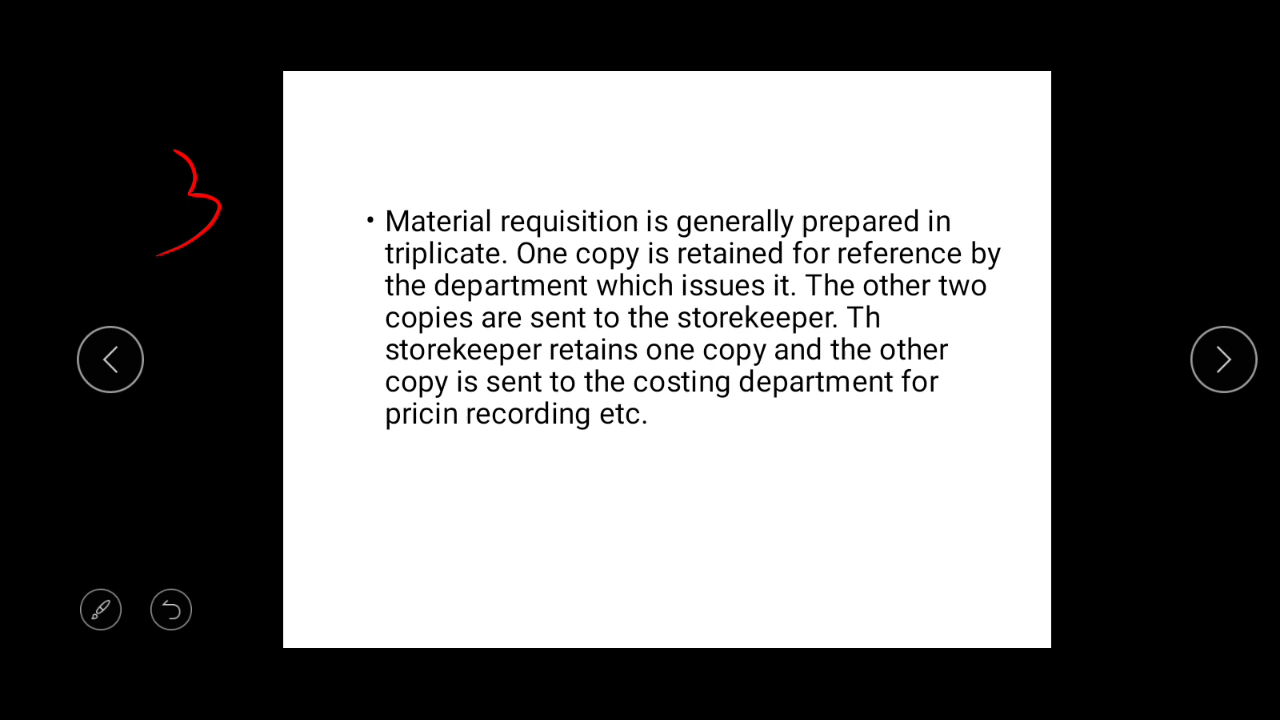 3
• Material requisition is generally prepared in
triplicate. One copy is retained for reference by
the department which issues it. The other two
copies are sent to the storekeeper. Th
storekeeper retains one copy and the other
copy is sent to the costing department for
pricin recording etc.